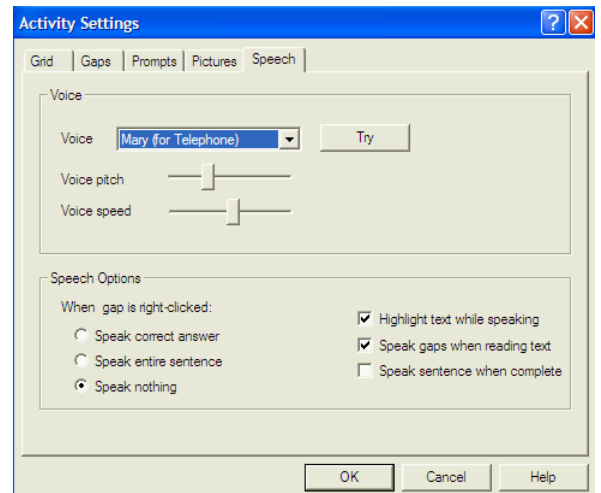 Activity Settings
Grid Gaps Prompts Pictures Speech
Voice
Voice Mary (for Telephone) Try
Voice pitch
Voice speed
Speech Options
When gap is right-clicked:
Speak correct answer
Speak entire sentence
Speak nothing
Highlight text while speaking
Speak gaps when reading text
Speak sentence when complete
OK Cancel Help